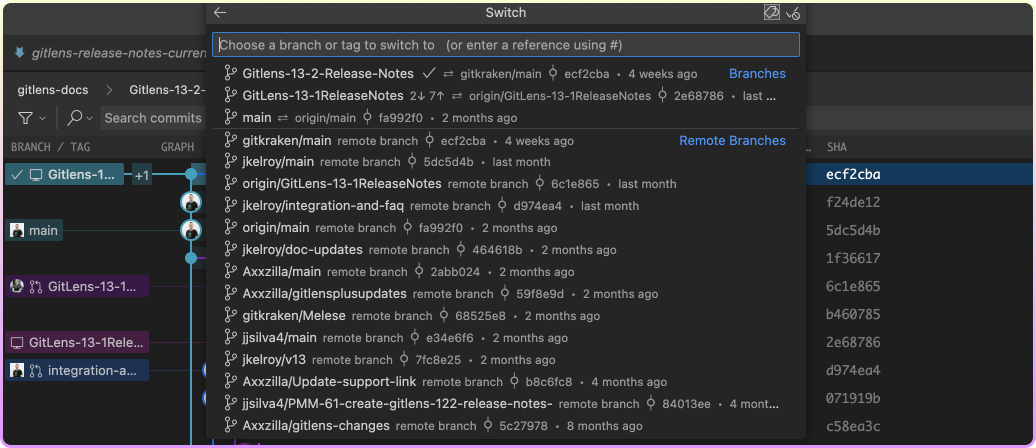 Switch
Choose a branch or tag to switch to (or enter a reference using #)
gitlens-release-notes-curren
Gitlens-13-2-Release-Notes ✓ ⇄ gitkraken/main ecf2cba • 4 weeks ago Branches
GitLens-13-1ReleaseNotes 2↓ 7↑ ⇄ origin/GitLens-13-1ReleaseNotes 2e68786 • last ...
main ⇄ origin/main fa992f0 • 2 months ago
gitkraken/main remote branch ecf2cba • 4 weeks ago Remote Branches
jkelroy/main remote branch 5dc5d4b • last month
origin/GitLens-13-1ReleaseNotes remote branch 6c1e865 • last month
jkelroy/integration-and-faq remote branch d974ea4 • last month
origin/main remote branch fa992f0 • 2 months ago
jkelroy/doc-updates remote branch 464618b • 2 months ago
Axxzilla/main remote branch 2abb024 • 2 months ago
Axxzilla/gitlensplusupdates remote branch 59f8e9d • 2 months ago
gitkraken/Melese remote branch 68525e8 • 2 months ago
jjsilva4/main remote branch e34e6f6 • 2 months ago
jkelroy/v13 remote branch 7fc8e25 • 2 months ago
Axxzilla/Update-support-link remote branch b8c6fc8 • 4 months ago
jjsilva4/PMM-61-create-gitlens-122-release-notes- remote branch 84013ee • 4 mont...
Axxzilla/gitlens-changes remote branch 5c27978 • 8 months ago
gitlens-docs > Gitlens-13-2-
Search commits
BRANCH / TAG GRAPH
✓ Gitlens-1... +1
main
GitLens-13-1...
GitLens-13-1Rele...
integration-a...
SHA
ecf2cba
f24de12
5dc5d4b
1f36617
6c1e865
b460785
2e68786
d974ea4
071919b
c58ea3c